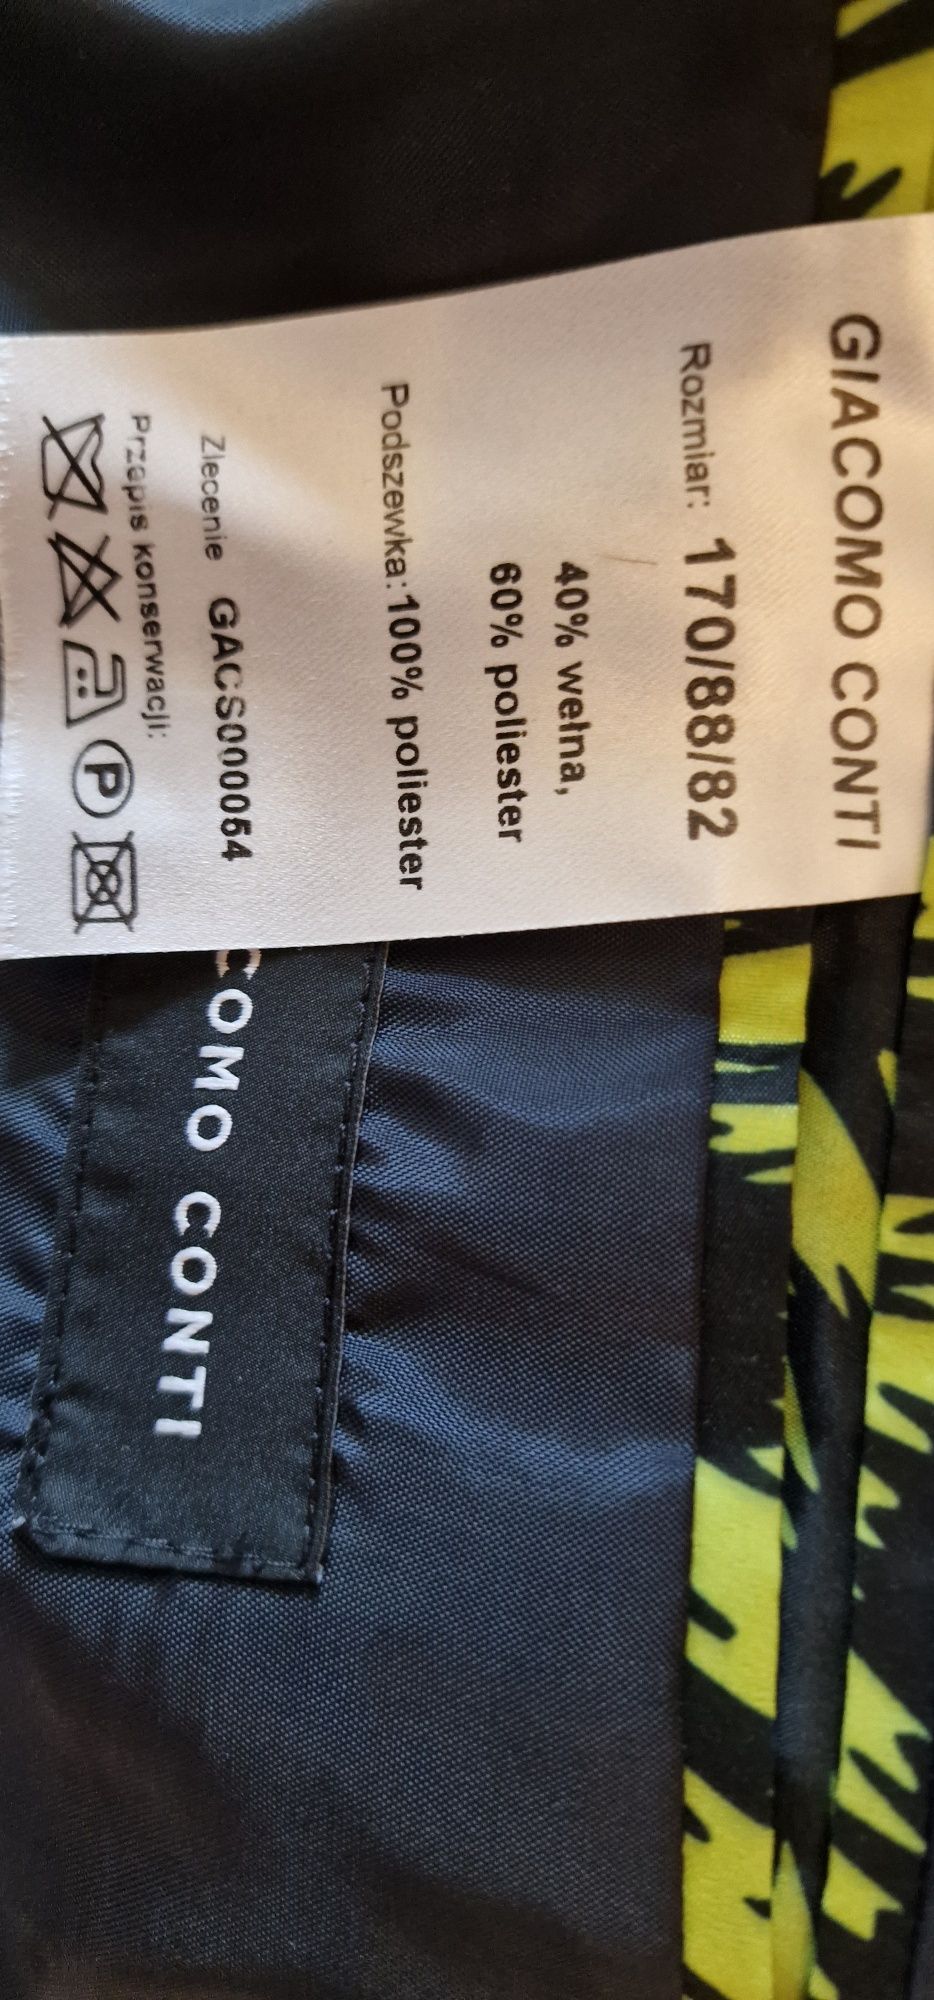 GIACOMO CONTI
Rozmiar: 170/88/82
40% wełna,
60% poliester
Podszewka: 100% poliester
Zlecenie GACS000054
Przepis konserwacji:
P
COMO CONTI